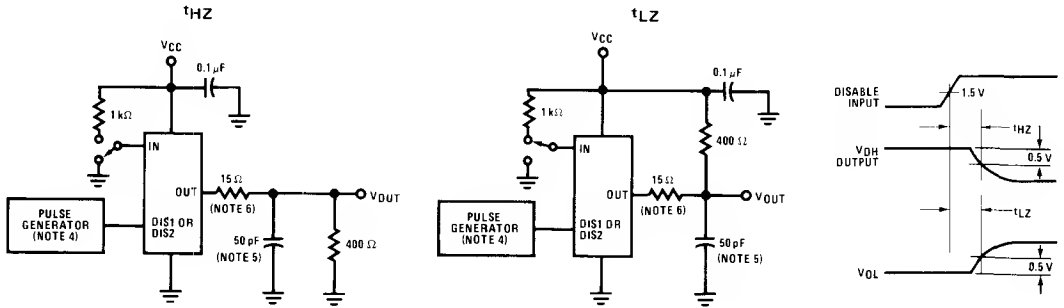 tHZ
VCC
0.1 µF
1 kΩ
IN
OUT
15 Ω
(NOTE 6)
VOUT
PULSE
GENERATOR
(NOTE 4)
DIS1 OR
DIS2
50 pF
(NOTE 5)
400 Ω
tLZ
VCC
0.1 µF
1 kΩ
400 Ω
IN
OUT
15 Ω
(NOTE 6)
VOUT
PULSE
GENERATOR
(NOTE 4)
DIS1 OR
DIS2
50 pF
(NOTE 5)
DISABLE
INPUT
1.5 V
tHZ
VOH
OUTPUT
0.5 V
tLZ
0.5 V
VOL